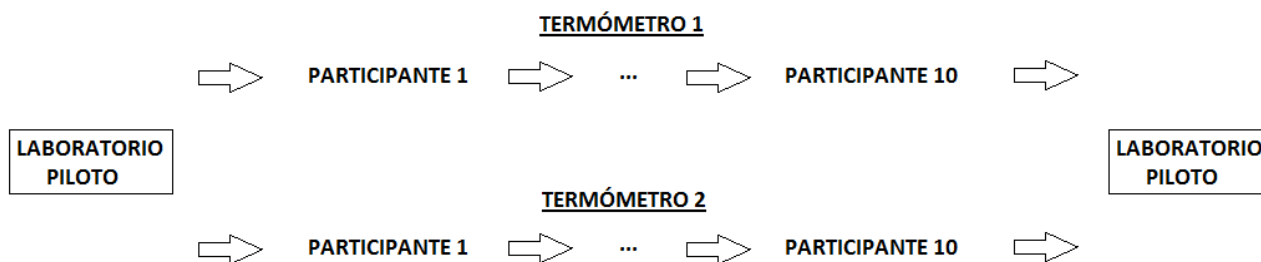 TERMÓMETRO 1
PARTICIPANTE 1 ... PARTICIPANTE 10
LABORATORIO
PILOTO
LABORATORIO
PILOTO
TERMÓMETRO 2
PARTICIPANTE 1 ... PARTICIPANTE 10